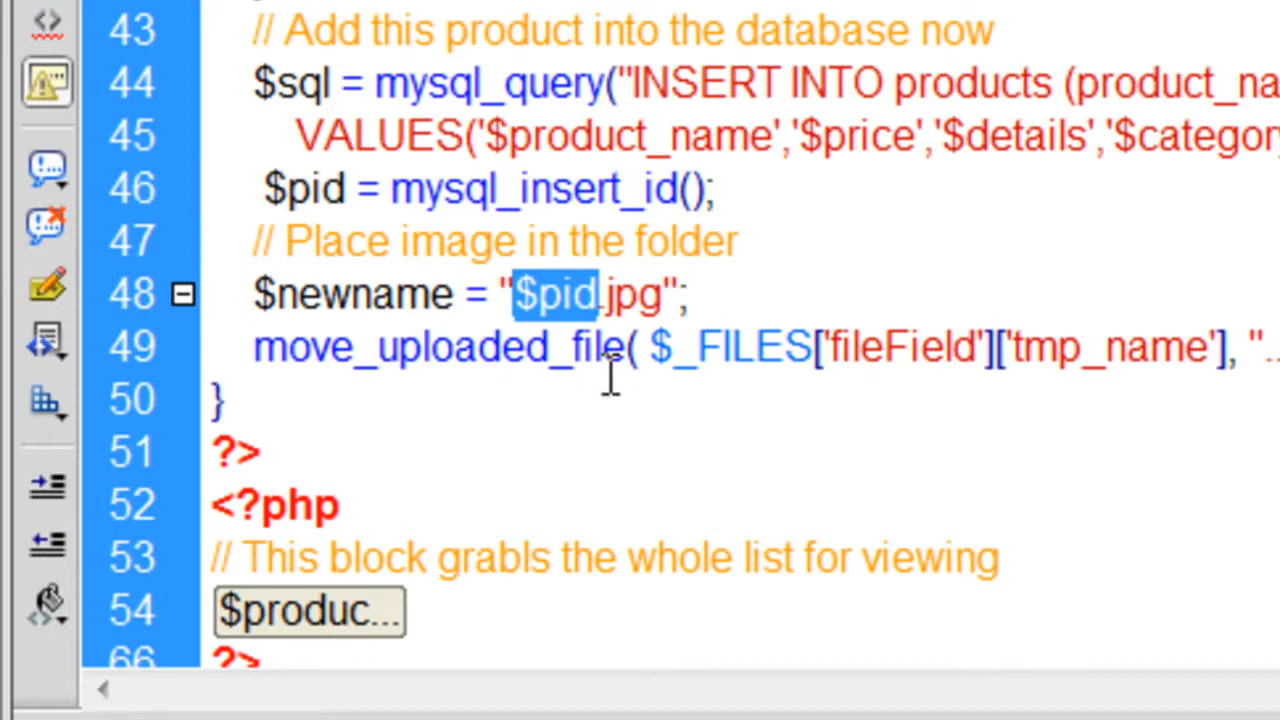 43 // Add this product into the database now
44 $sql = mysql_query("INSERT INTO products (product_na
45 VALUES('$product_name','$price','$details','$categor
46 $pid = mysql_insert_id();
47 // Place image in the folder
48 $newname = "$pid.jpg";
49 move_uploaded_file( $_FILES['fileField']['tmp_name'], "..
50 }
51 ?>
52 <?php
53 // This block grabls the whole list for viewing
54 $produc...
66 ?>